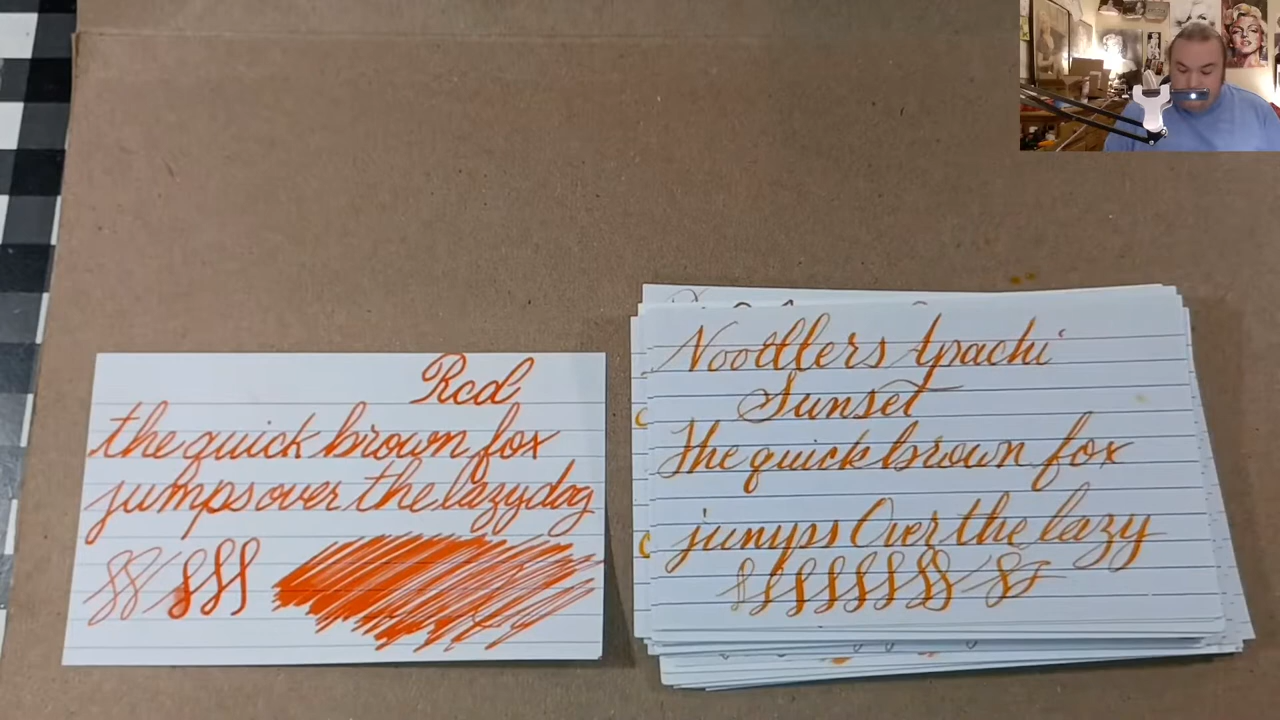 Red
the quick brown fox
jumps over the lazy dog
Noodlers Apachi
Sunset
The quick brown fox
jumps Over the lazy